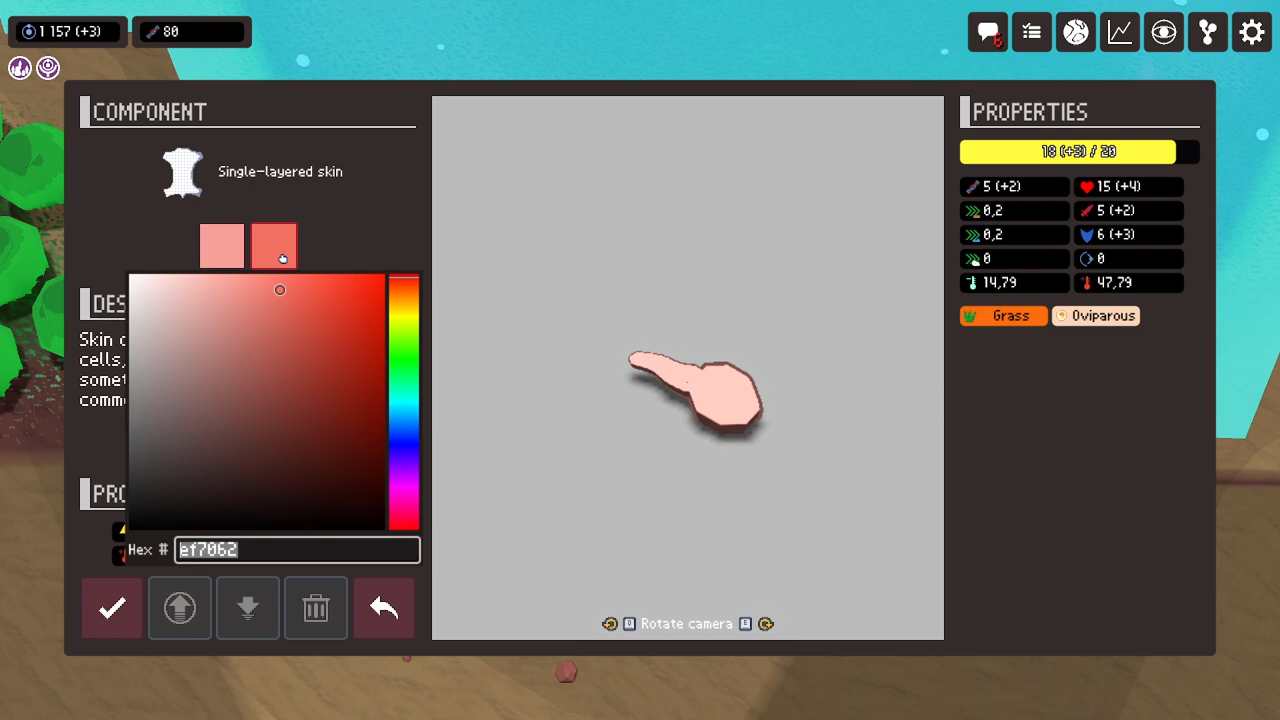 1 157 (+3)
80
6
COMPONENT
Single-layered skin
DES
Skin c
cells,
somet
comm
PRO
Hex # ef7062
Q Rotate camera E
PROPERTIES
18 (+3) / 20
5 (+2)
15 (+4)
0,2
5 (+2)
0,2
6 (+3)
0
0
14,79
47,79
Grass
Oviparous